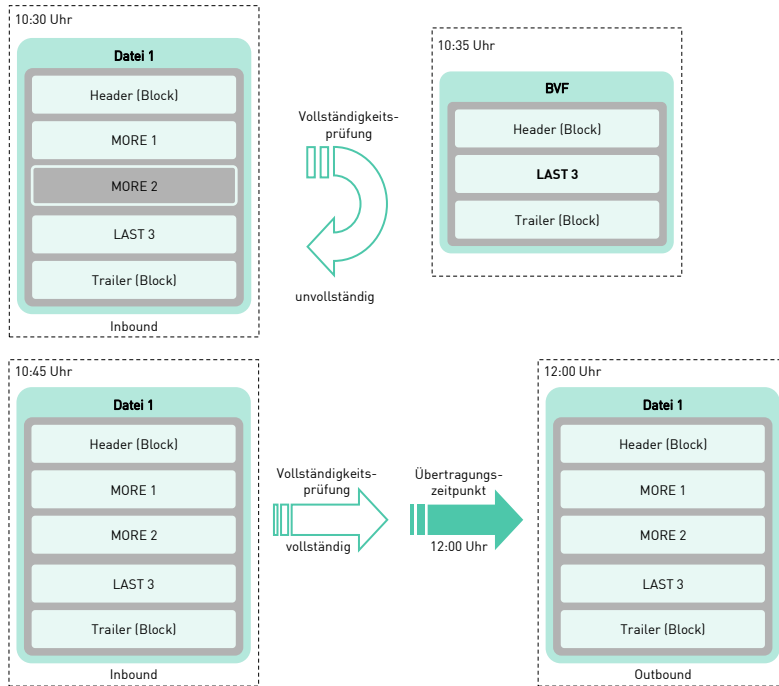 10:30 Uhr
Datei 1
Header (Block)
MORE 1
MORE 2
LAST 3
Trailer (Block)
Inbound
Vollständigkeits-
prüfung
unvollständig
10:35 Uhr
BVF
Header (Block)
LAST 3
Trailer (Block)
10:45 Uhr
Datei 1
Header (Block)
MORE 1
MORE 2
LAST 3
Trailer (Block)
Inbound
Vollständigkeits-
prüfung
vollständig
Übertragungs-
zeitpunkt
12:00 Uhr
12:00 Uhr
Datei 1
Header (Block)
MORE 1
MORE 2
LAST 3
Trailer (Block)
Outbound